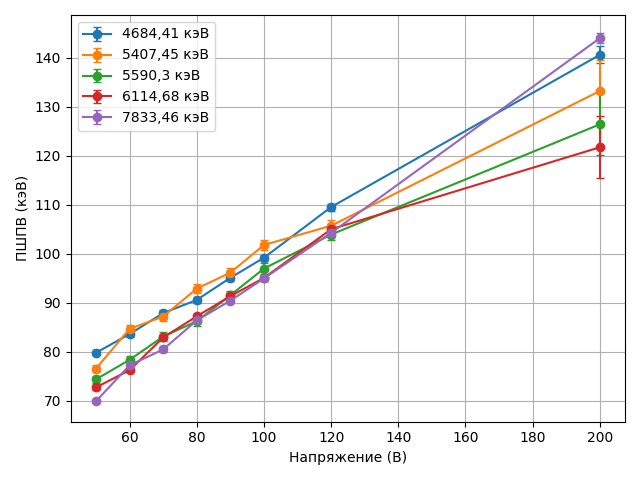 4684,41 кэВ
5407,45 кэВ
5590,3 кэВ
6114,68 кэВ
7833,46 кэВ
ПШПВ (кэВ)
140
130
120
110
100
90
80
70
60 80 100 120 140 160 180 200
Напряжение (В)